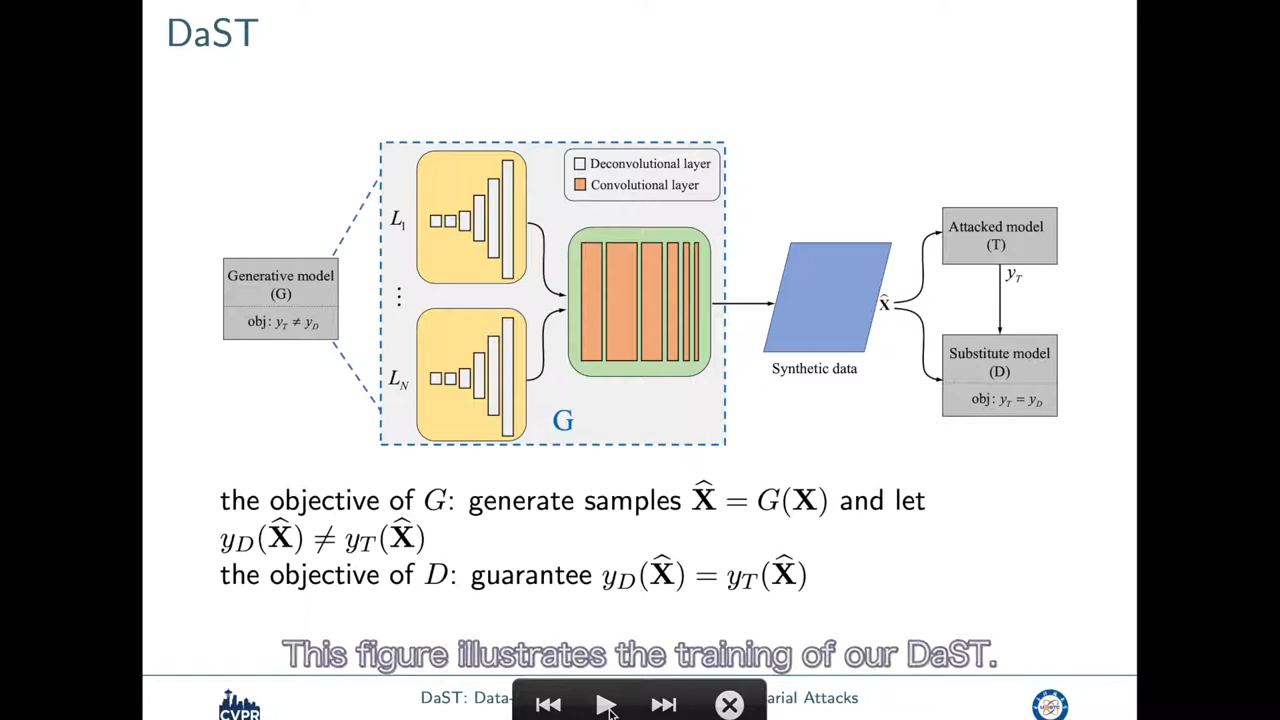 DaST
Deconvolutional layer
Convolutional layer
L_1
⋮
L_N
Generative model
(G)
obj: y_T ≠ y_D
G
Synthetic data
X̂
Attacked model
(T)
y_T
Substitute model
(D)
obj: y_T = y_D
the objective of G: generate samples X̂ = G(X) and let
y_D(X̂) ≠ y_T(X̂)
the objective of D: guarantee y_D(X̂) = y_T(X̂)
This figure illustrates the training of our DaST.
DaST: Data- arial Attacks
CVPR